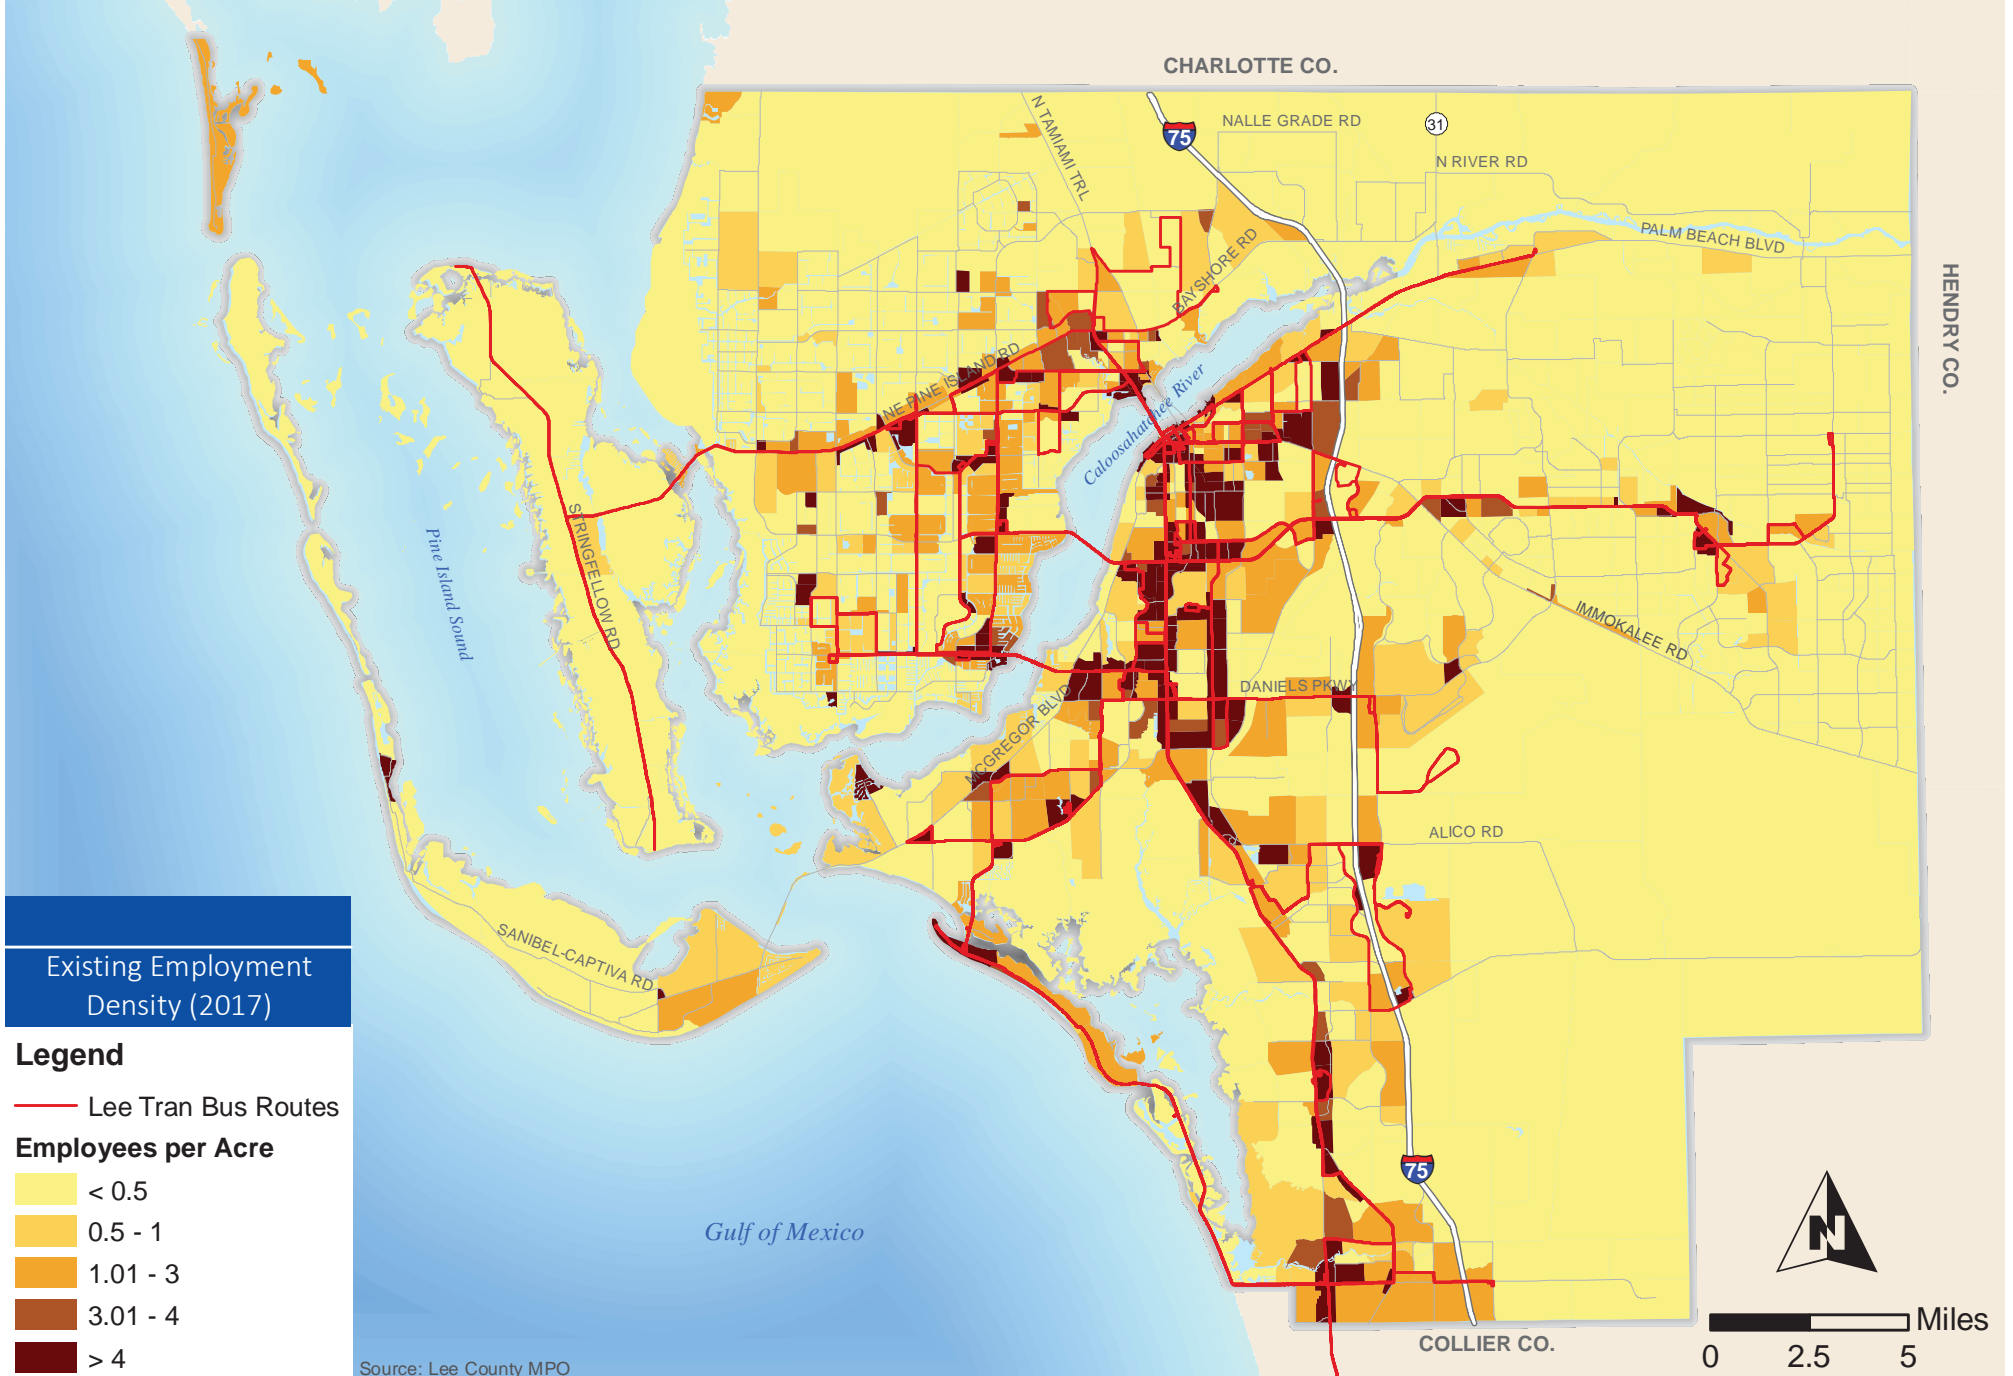 CHARLOTTE CO.
N TAMIAMI TRL
75
NALLE GRADE RD
31
N RIVER RD
PALM BEACH BLVD
BAYSHORE RD
HENDRY CO.
NE PINE ISLAND RD
Caloosahatchee River
Pine Island Sound
STRINGFELLOW RD
IMMOKALEE RD
DANIELS PKWY
MCGREGOR BLVD
ALICO RD
SANIBEL-CAPTIVA RD
Existing Employment
Density (2017)
Legend
Lee Tran Bus Routes
Employees per Acre
< 0.5
0.5 - 1
1.01 - 3
3.01 - 4
> 4
75
Gulf of Mexico
N
Miles
0 2.5 5
COLLIER CO.
Source: Lee County MPO